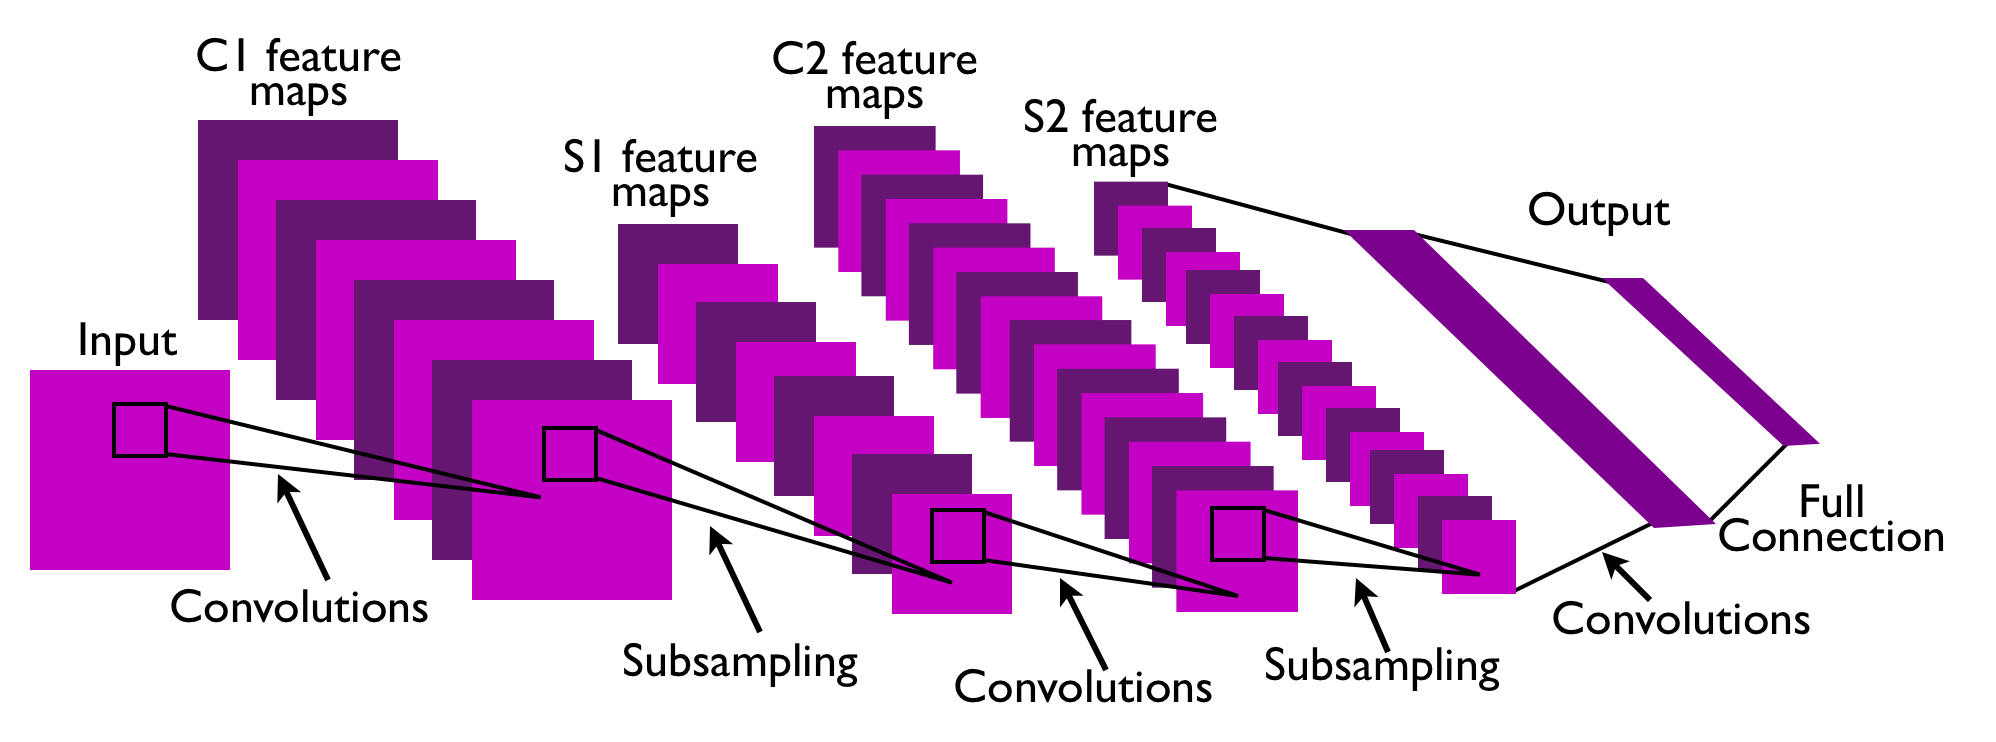 C1 feature
maps
C2 feature
maps
S2 feature
maps
S1 feature
maps
Output
Input
Full
Connection
Convolutions
Subsampling
Convolutions
Subsampling
Convolutions